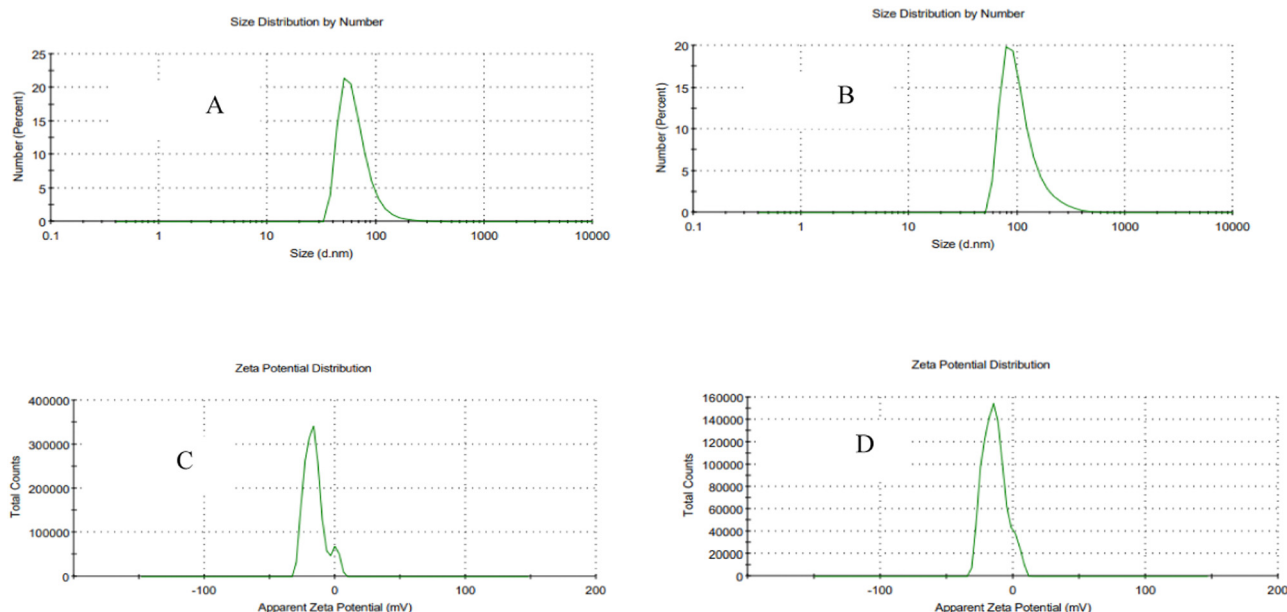 Size Distribution by Number
25
20
15
10
5
0
Number (Percent)
A
0.1 1 10 100 1000 10000
Size (d.nm)
Size Distribution by Number
20
15
10
5
0
Number (Percent)
B
0.1 1 10 100 1000 10000
Size (d.nm)
Zeta Potential Distribution
400000
300000
200000
100000
0
Total Counts
C
-100 0 100 200
Apparent Zeta Potential (mV)
Zeta Potential Distribution
160000
140000
120000
100000
80000
60000
40000
20000
0
Total Counts
D
-100 0 100 200
Apparent Zeta Potential (mV)